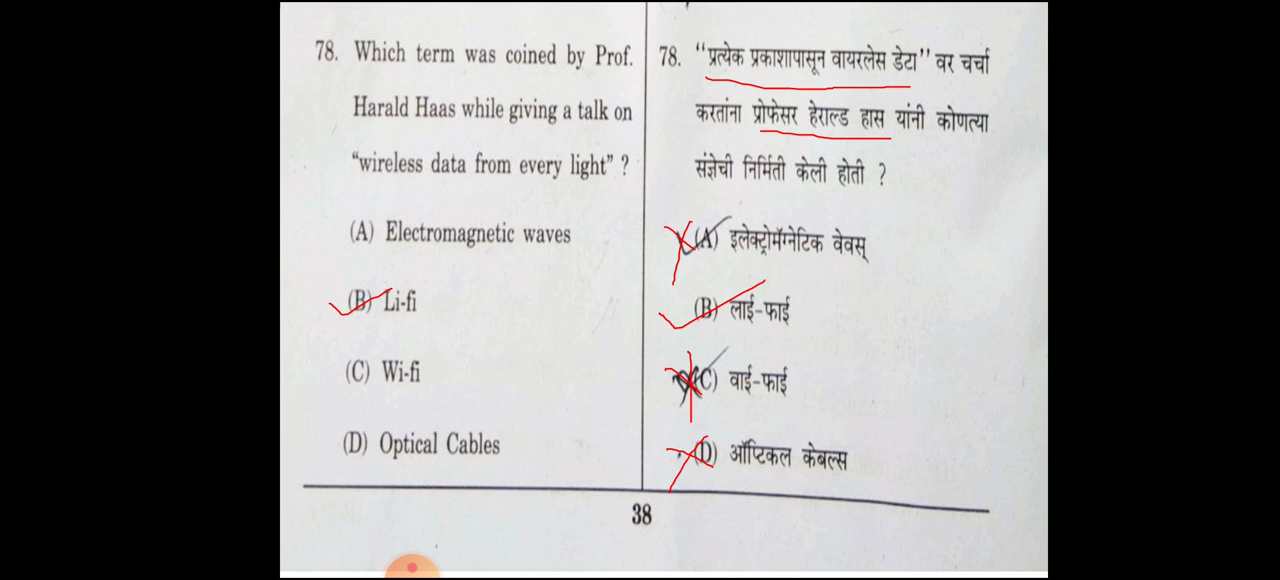 78. Which term was coined by Prof.
Harald Haas while giving a talk on
“wireless data from every light” ?
(A) Electromagnetic waves
(B) Li-fi
(C) Wi-fi
(D) Optical Cables
78. “प्रत्येक प्रकाशापासून वायरलेस डेटा” वर चर्चा
करतांना प्रोफेसर हेराल्ड हास यांनी कोणत्या
संज्ञेची निर्मिती केली होती ?
(A) इलेक्ट्रोमॅग्नेटिक वेवस्
(B) लाई-फाई
(C) वाई-फाई
(D) ऑप्टिकल केबल्स
38